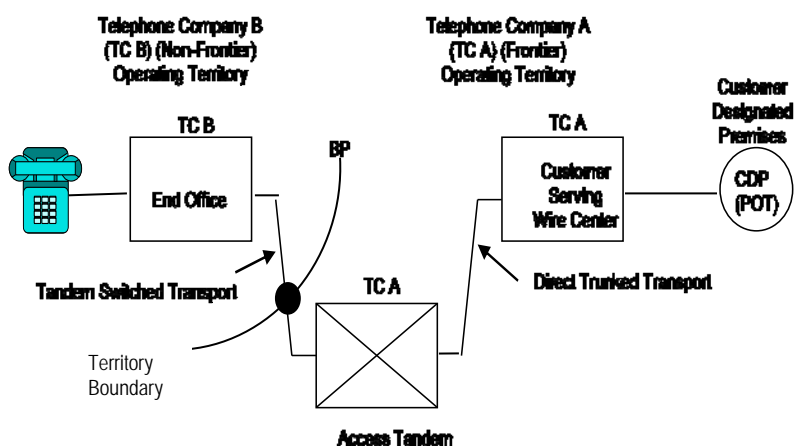 Telephone Company B
(TC B) (Non-Frontier)
Operating Territory
Telephone Company A
(TC A) (Frontier)
Operating Territory
Customer
Designated
Premises
TC B
End Office
BP
TC A
Customer
Serving
Wire Center
CDP
(POT)
Tandem Switched Transport
TC A
Direct Trunked Transport
Territory
Boundary
Access Tandem